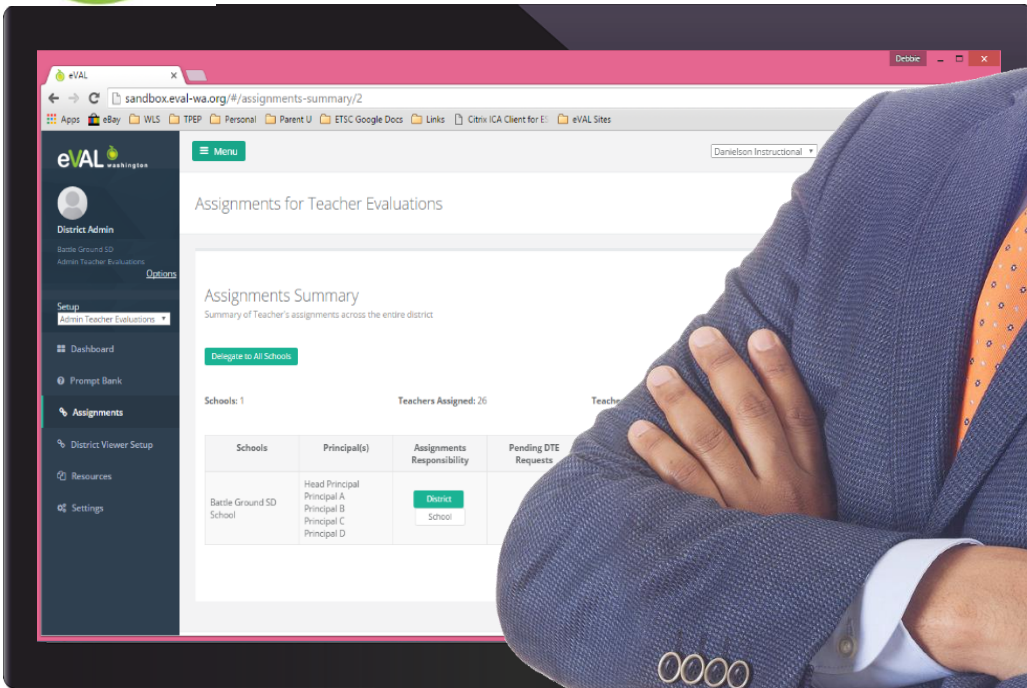 Debbie
eVAL
sandbox.eval-wa.org/#/assignments-summary/2
Apps eBay WLS TPEP Personal Parent U ETSC Google Docs Links Citrix ICA Client for eVAL Sites
eVAL washington
Menu
Danielson Instructional
District Admin
Battle Ground SD
Admin Teacher Evaluations
Options
Setup
Admin Teacher Evaluations
Dashboard
Prompt Bank
Assignments
District Viewer Setup
Resources
Settings
Assignments for Teacher Evaluations
Assignments Summary
Summary of Teacher's assignments across the entire district
Delegate to All Schools
Schools: 1 Teachers Assigned: 26
Schools Principal(s) Assignments Responsibility Pending DTE Requests
Battle Ground SD School
Head Principal
Principal A
Principal B
Principal C
Principal D
District
School